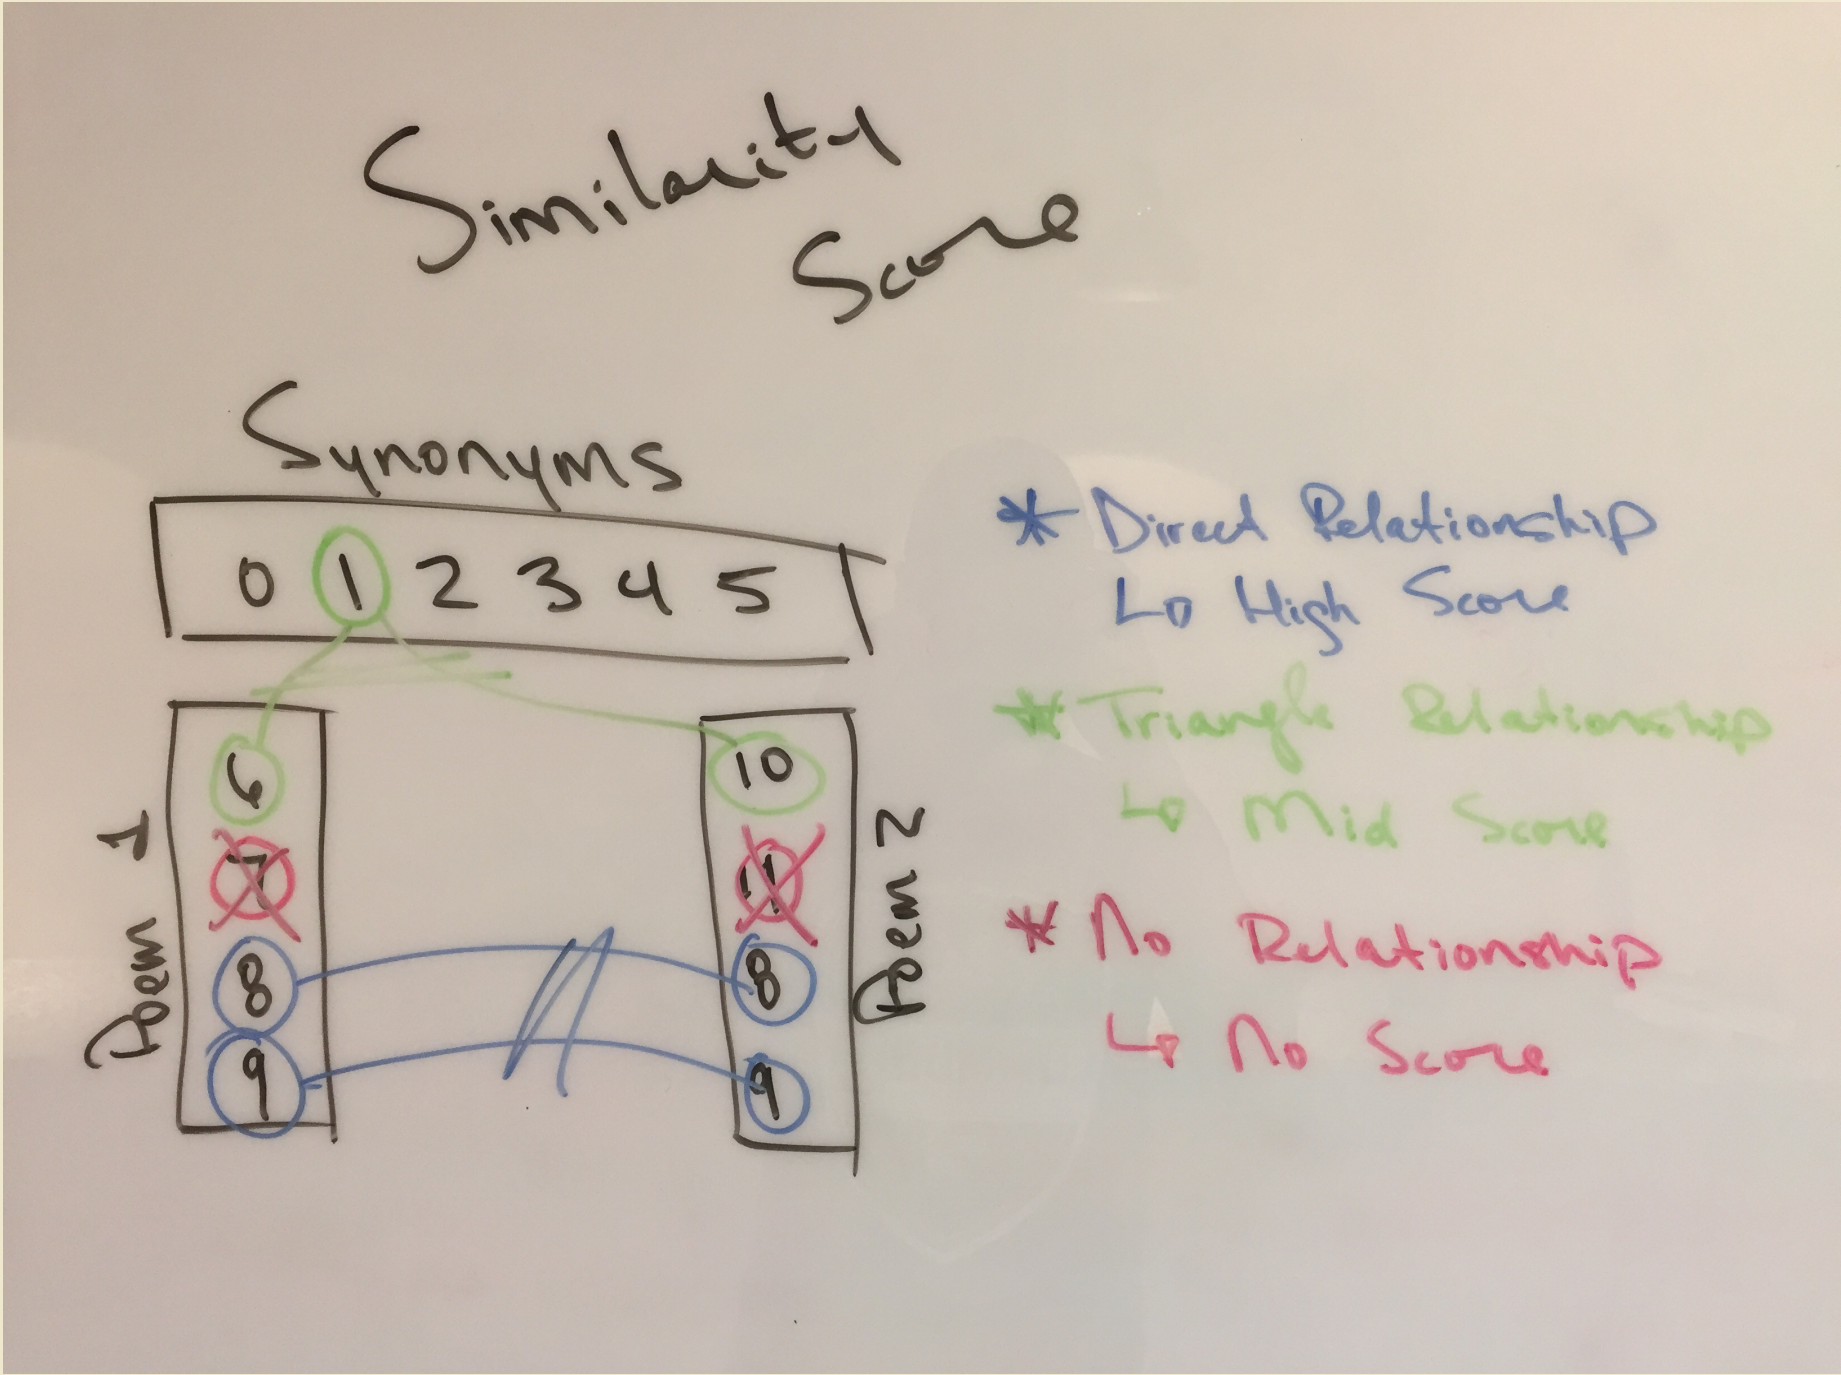 Similarity
Score
Synonyms
0 1 2 3 4 5
* Direct Relationship
↳ High Score
* Triangle Relationship
↳ Mid Score
* No Relationship
↳ No Score
Poem 1
6
7
8
9
10
11
8
9
Poem 2